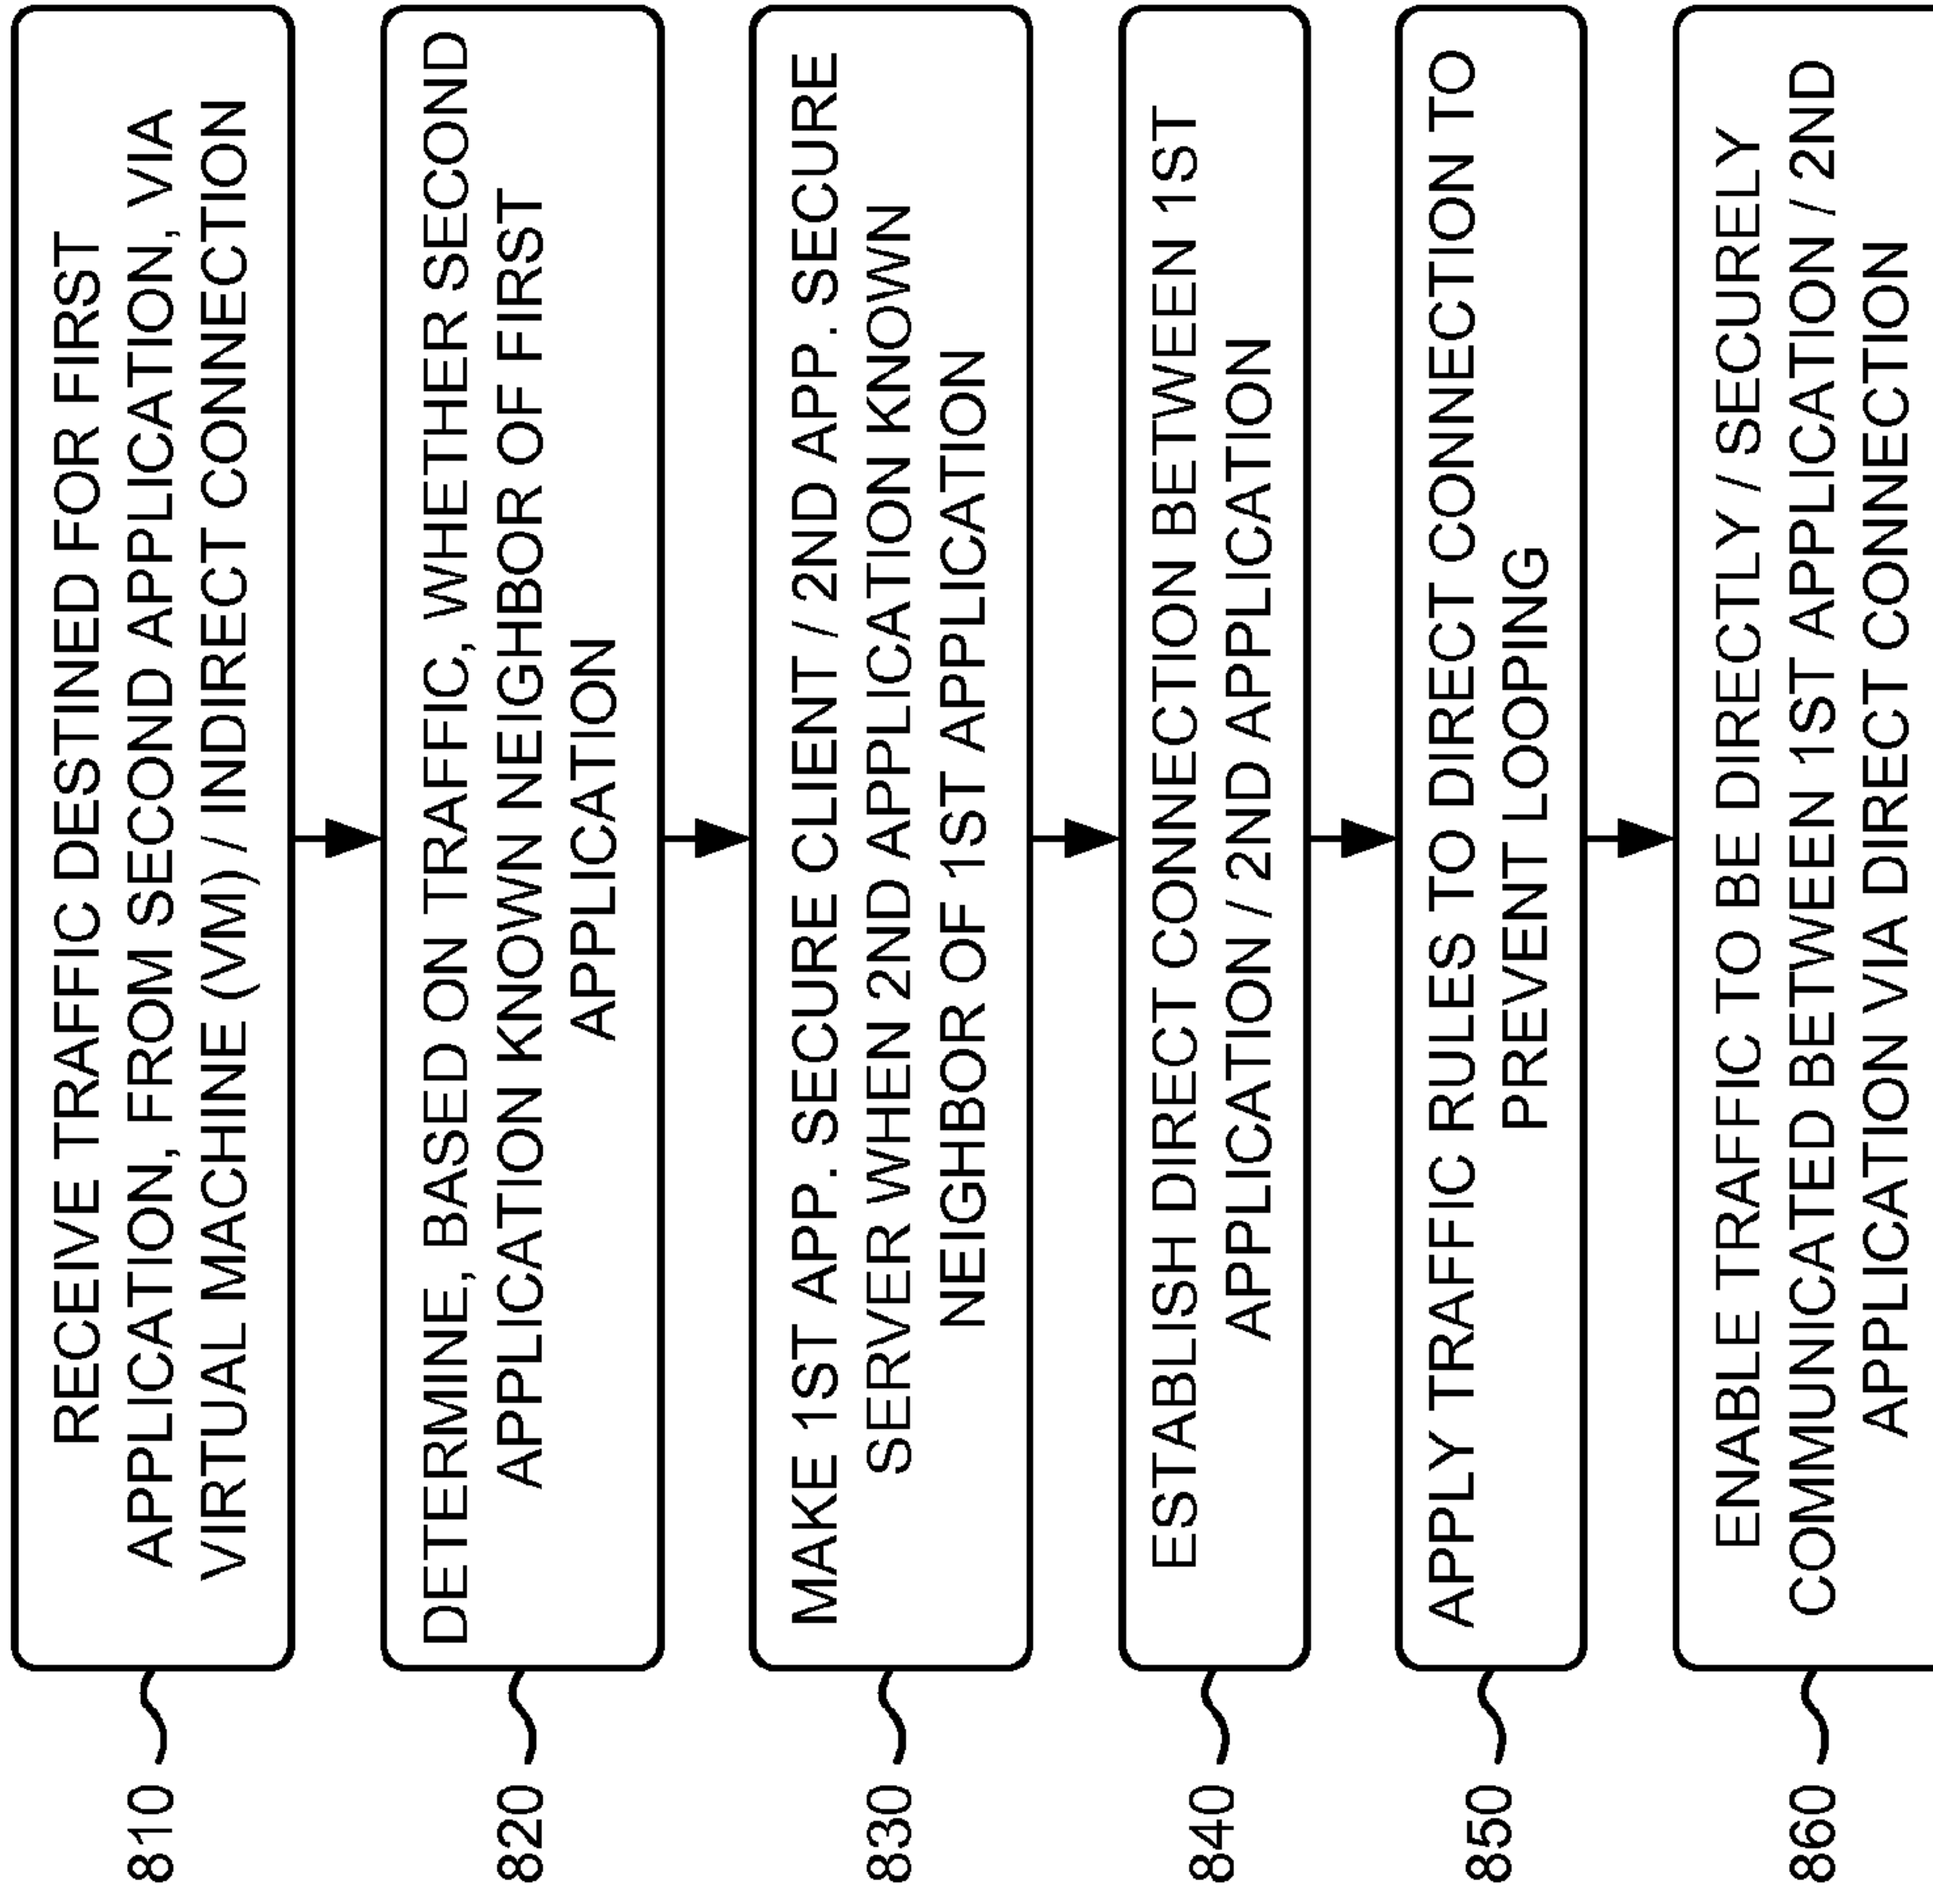 810
RECEIVE TRAFFIC DESTINED FOR FIRST
APPLICATION, FROM SECOND APPLICATION, VIA
VIRTUAL MACHINE (VM) / INDIRECT CONNECTION
820
DETERMINE, BASED ON TRAFFIC, WHETHER SECOND
APPLICATION KNOWN NEIGHBOR OF FIRST
APPLICATION
830
MAKE 1ST APP. SECURE CLIENT / 2ND APP. SECURE
SERVER WHEN 2ND APPLICATION KNOWN
NEIGHBOR OF 1ST APPLICATION
840
ESTABLISH DIRECT CONNECTION BETWEEN 1ST
APPLICATION / 2ND APPLICATION
850
APPLY TRAFFIC RULES TO DIRECT CONNECTION TO
PREVENT LOOPING
860
ENABLE TRAFFIC TO BE DIRECTLY / SECURELY
COMMUNICATED BETWEEN 1ST APPLICATION / 2ND
APPLICATION VIA DIRECT CONNECTION